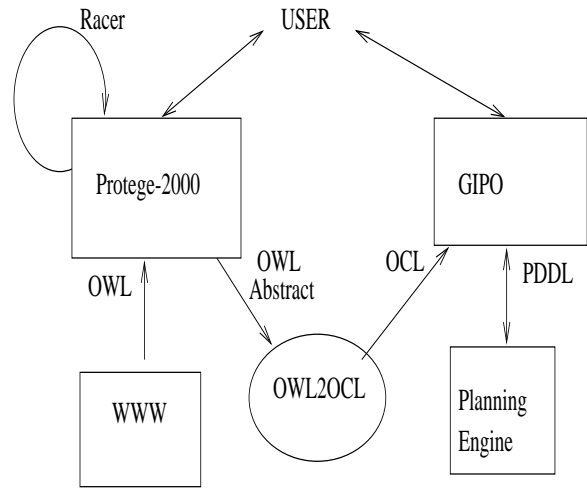 Racer
USER
Protege-2000
GIPO
OWL
OWL
Abstract
OCL
PDDL
WWW
OWL2OCL
Planning
Engine